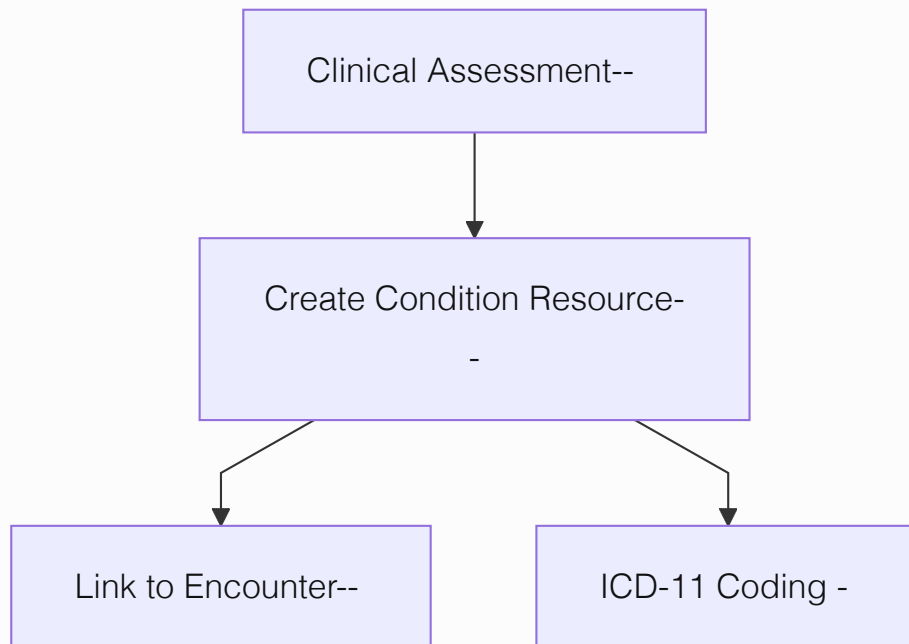 Clinical Assessment--
Create Condition Resource-
-
Link to Encounter--
ICD-11 Coding -